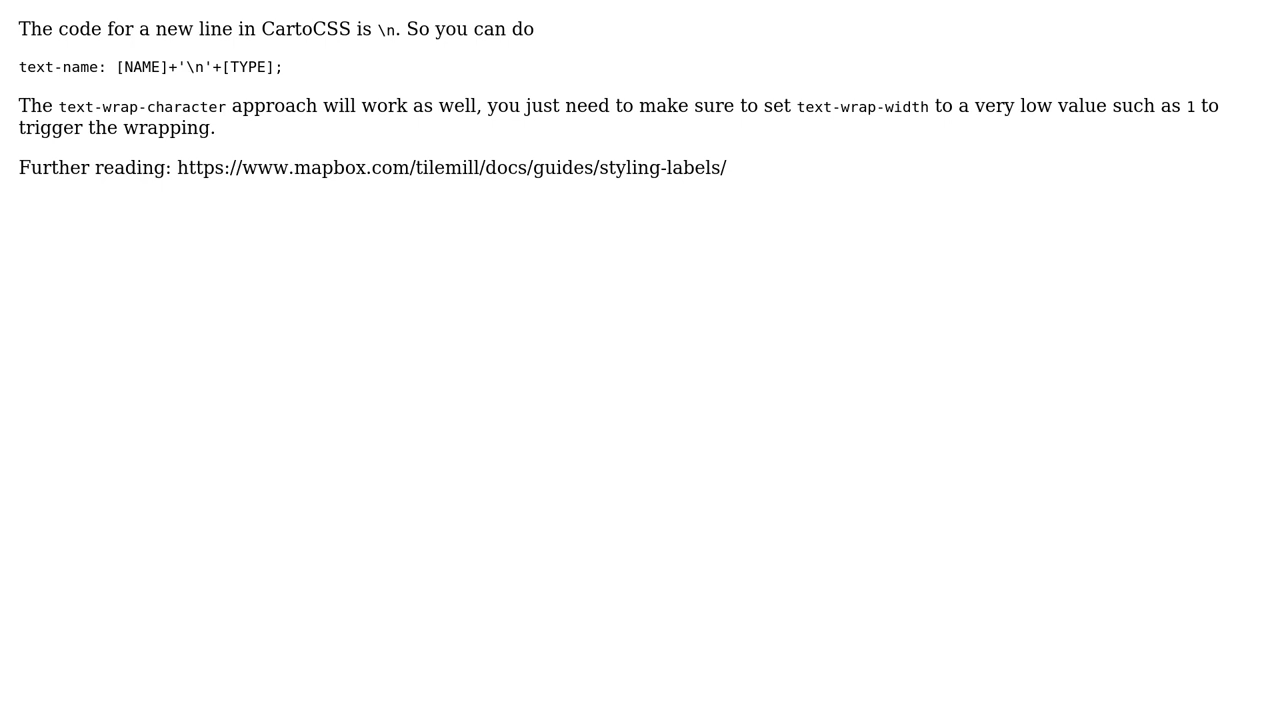 The code for a new line in CartoCSS is \n. So you can do
text-name: [NAME]+'\n'+[TYPE];
The text-wrap-character approach will work as well, you just need to make sure to set text-wrap-width to a very low value such as 1 to
trigger the wrapping.
Further reading: https://www.mapbox.com/tilemill/docs/guides/styling-labels/